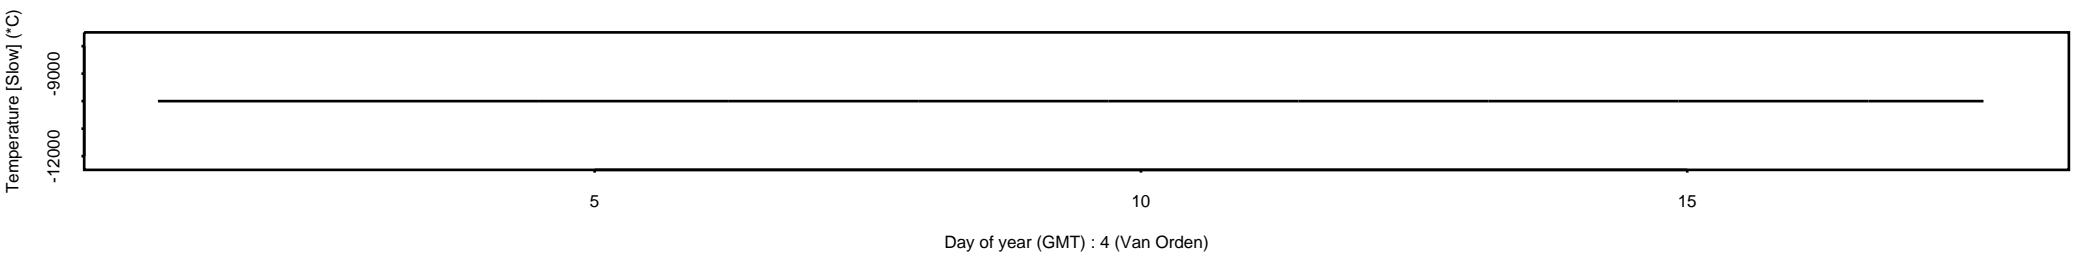 Temperature [Slow] (*C)
-9000
-12000
5 10 15
Day of year (GMT) : 4 (Van Orden)